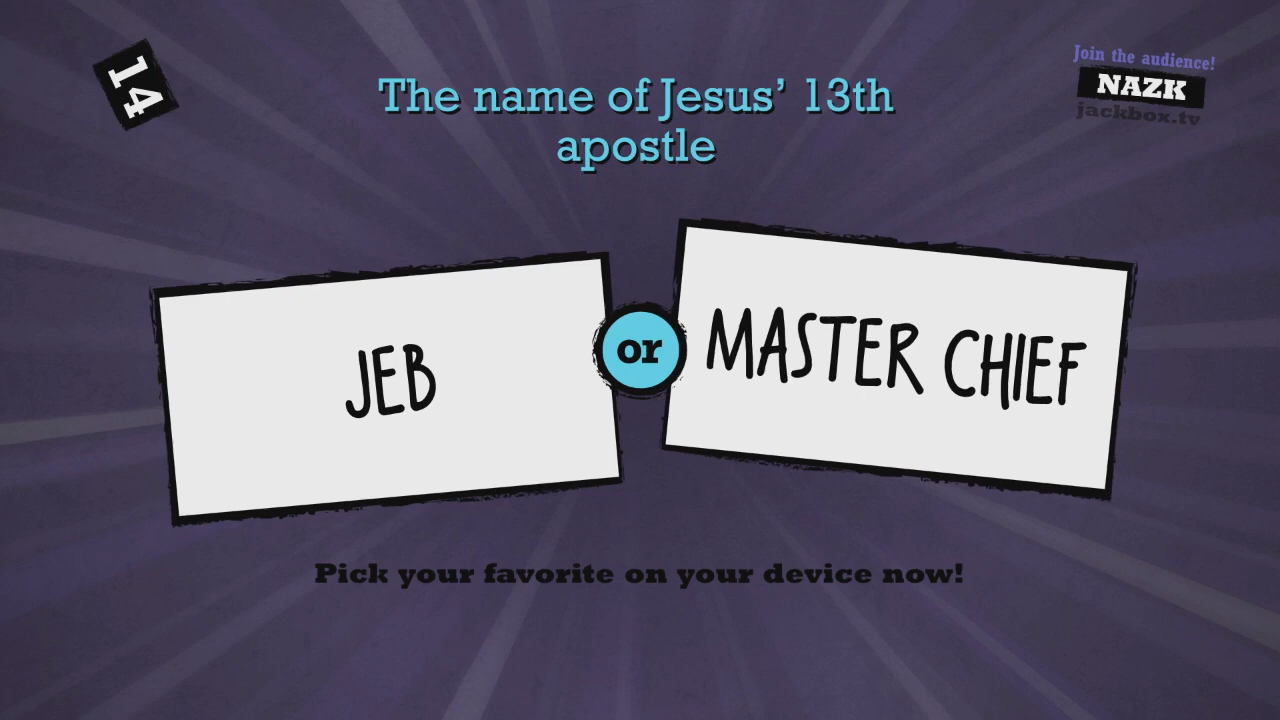 14
Join the audience!
NAZK
jackbox.tv
The name of Jesus’ 13th
apostle
JEB
or
MASTER CHIEF
Pick your favorite on your device now!